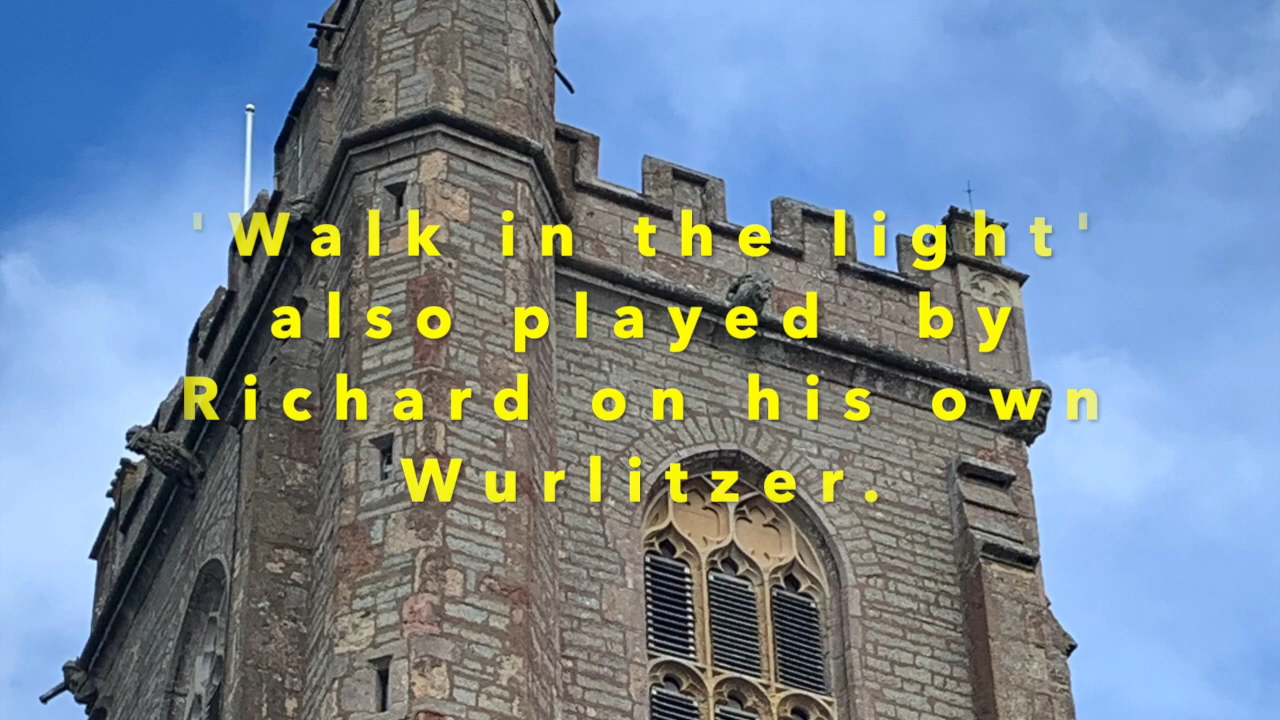 'Walk in the light'
also played by
Richard on his own
Wurlitzer.